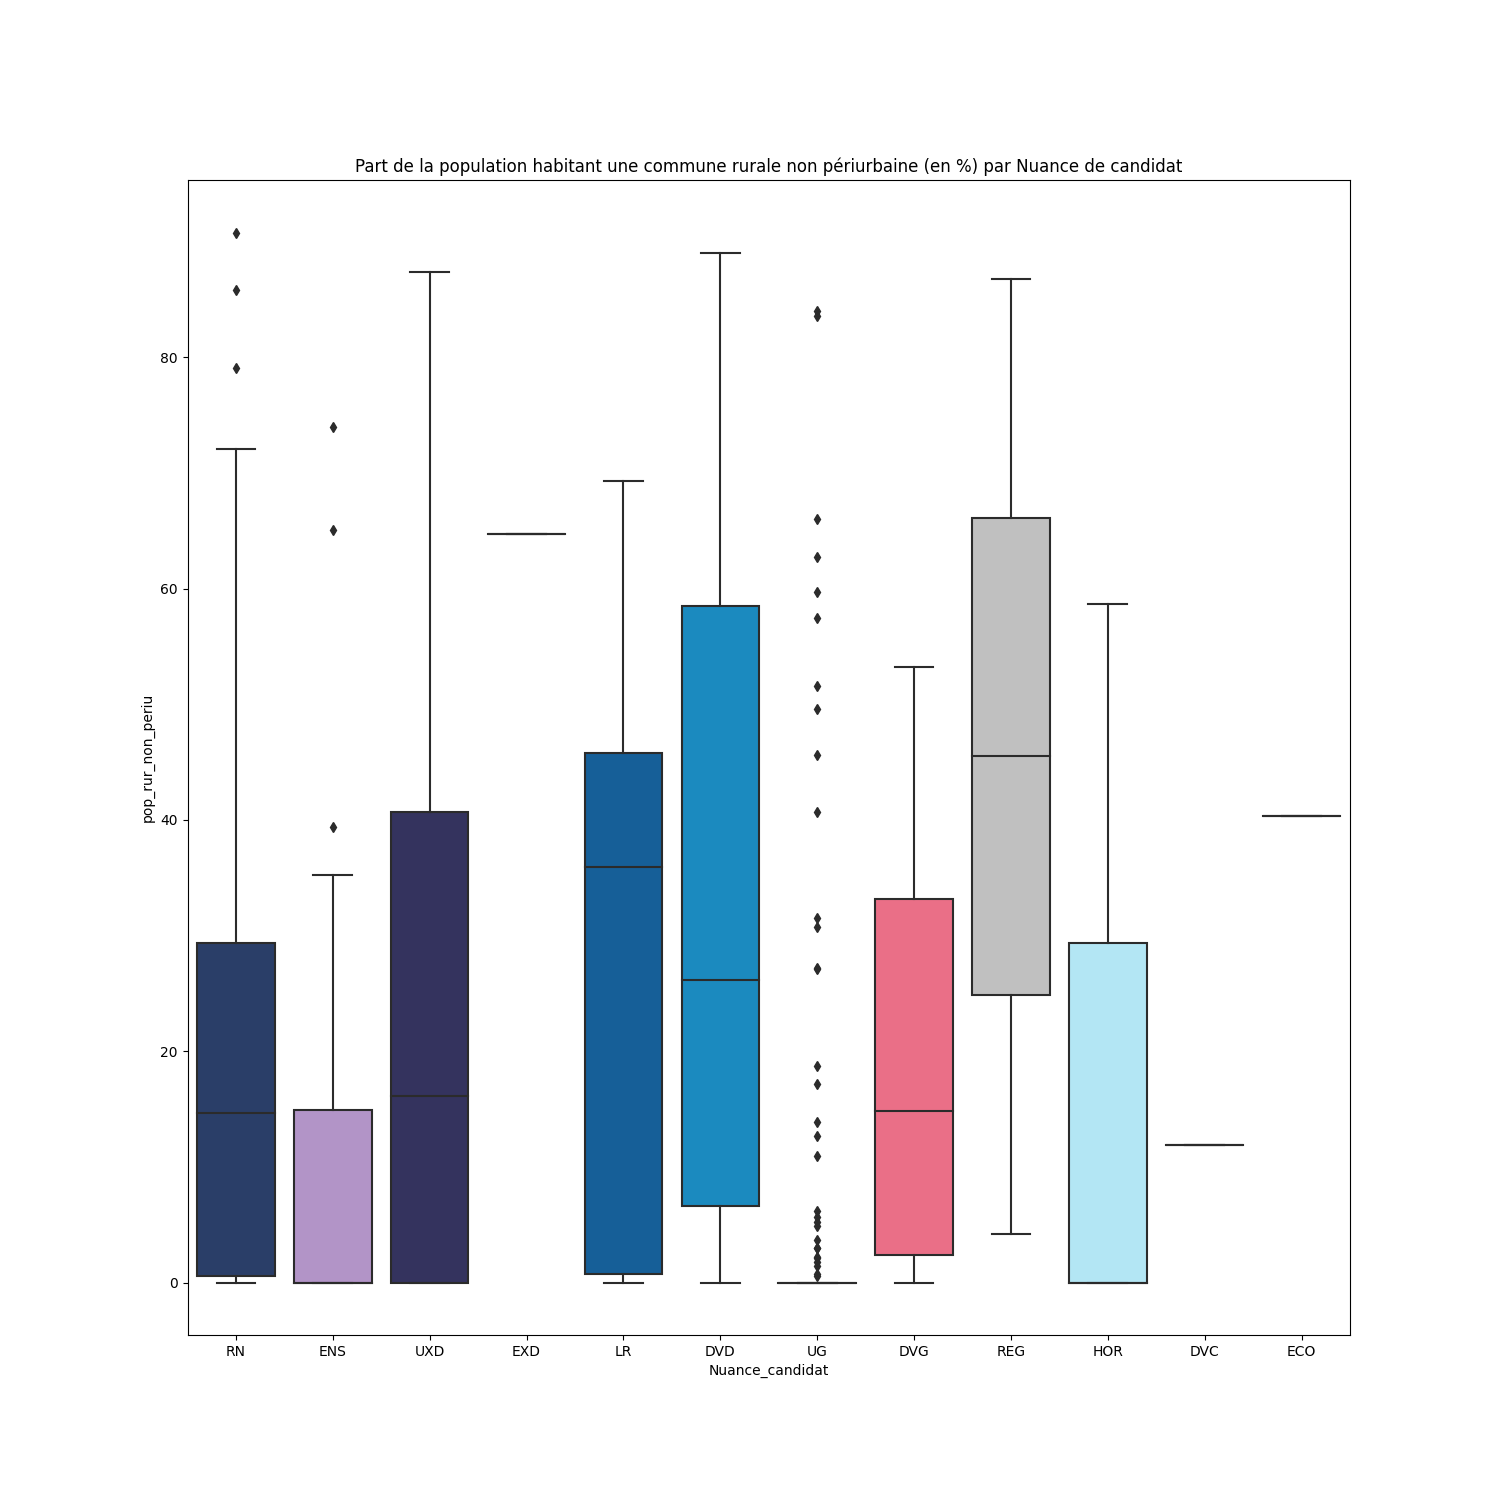 Part de la population habitant une commune rurale non périurbaine (en %) par Nuance de candidat
pop_rur_non_periu
80
60
40
20
0
RN ENS UXD EXD LR DVD UG DVG REG HOR DVC ECO
Nuance_candidat